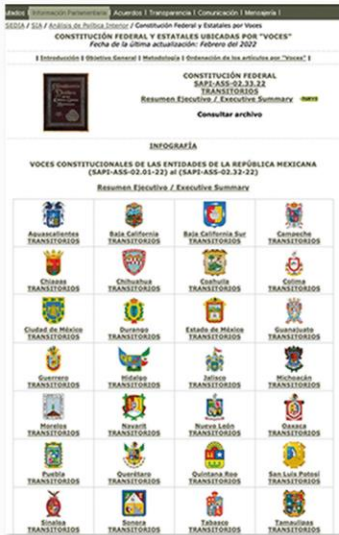 Información Parlamentaria Acuerdos | Transparencia | Comunicación | Mensajería |
SEDIA / SIA / Análisis de Política Interior / Constitución Federal y Estatales por Voces
CONSTITUCIÓN FEDERAL Y ESTATALES UBICADAS POR "VOCES"
Fecha de la última actualización: Febrero del 2022
| Introducción | Objetivo General | Metodología | Ordenación de los artículos por "Voces" |
CONSTITUCIÓN FEDERAL
SAPI-ASS-02.33.22
TRANSITORIOS
Resumen Ejecutivo / Executive Summary
Consultar archivo
INFOGRAFÍA
VOCES CONSTITUCIONALES DE LAS ENTIDADES DE LA REPÚBLICA MEXICANA
(SAPI-ASS-02.01-22) al (SAPI-ASS-02.32-22)
Resumen Ejecutivo / Executive Summary
Aguascalientes Baja California Baja California Sur Campeche
TRANSITORIOS TRANSITORIOS TRANSITORIOS TRANSITORIOS
Chiapas Chihuahua Coahuila Colima
TRANSITORIOS TRANSITORIOS TRANSITORIOS TRANSITORIOS
Ciudad de México Durango Estado de México Guanajuato
TRANSITORIOS TRANSITORIOS TRANSITORIOS TRANSITORIOS
Guerrero Hidalgo Jalisco Michoacán
TRANSITORIOS TRANSITORIOS TRANSITORIOS TRANSITORIOS
Morelos Nayarit Nuevo León Oaxaca
TRANSITORIOS TRANSITORIOS TRANSITORIOS TRANSITORIOS
Puebla Querétaro Quintana Roo San Luis Potosí
TRANSITORIOS TRANSITORIOS TRANSITORIOS TRANSITORIOS
Sinaloa Sonora Tabasco Tamaulipas
TRANSITORIOS TRANSITORIOS TRANSITORIOS TRANSITORIOS